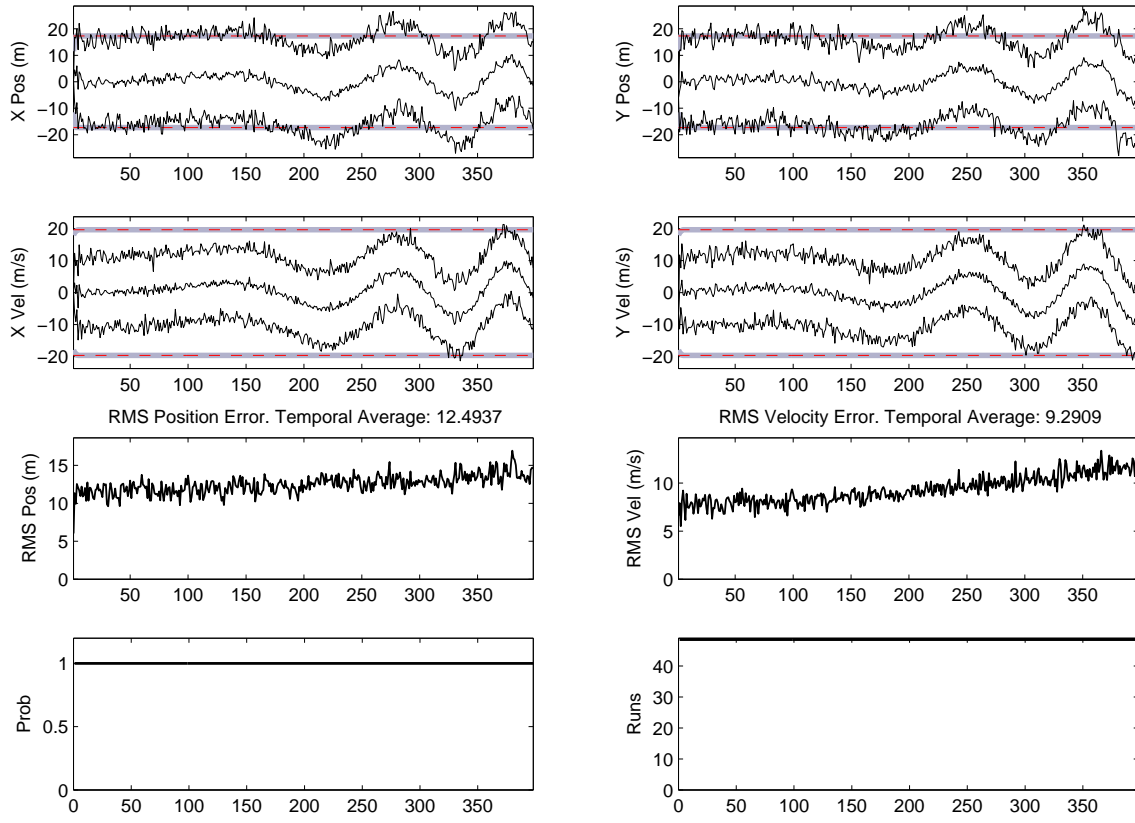 X Pos (m)
20
10
0
−10
−20
50 100 150 200 250 300 350
Y Pos (m)
20
10
0
−10
−20
50 100 150 200 250 300 350
X Vel (m/s)
20
10
0
−10
−20
50 100 150 200 250 300 350
Y Vel (m/s)
20
10
0
−10
−20
50 100 150 200 250 300 350
RMS Position Error. Temporal Average: 12.4937
RMS Pos (m)
15
10
5
0
50 100 150 200 250 300 350
RMS Velocity Error. Temporal Average: 9.2909
RMS Vel (m/s)
10
5
0
50 100 150 200 250 300 350
Prob
1
0.5
0
0 50 100 150 200 250 300 350
Runs
40
30
20
10
0
0 50 100 150 200 250 300 350